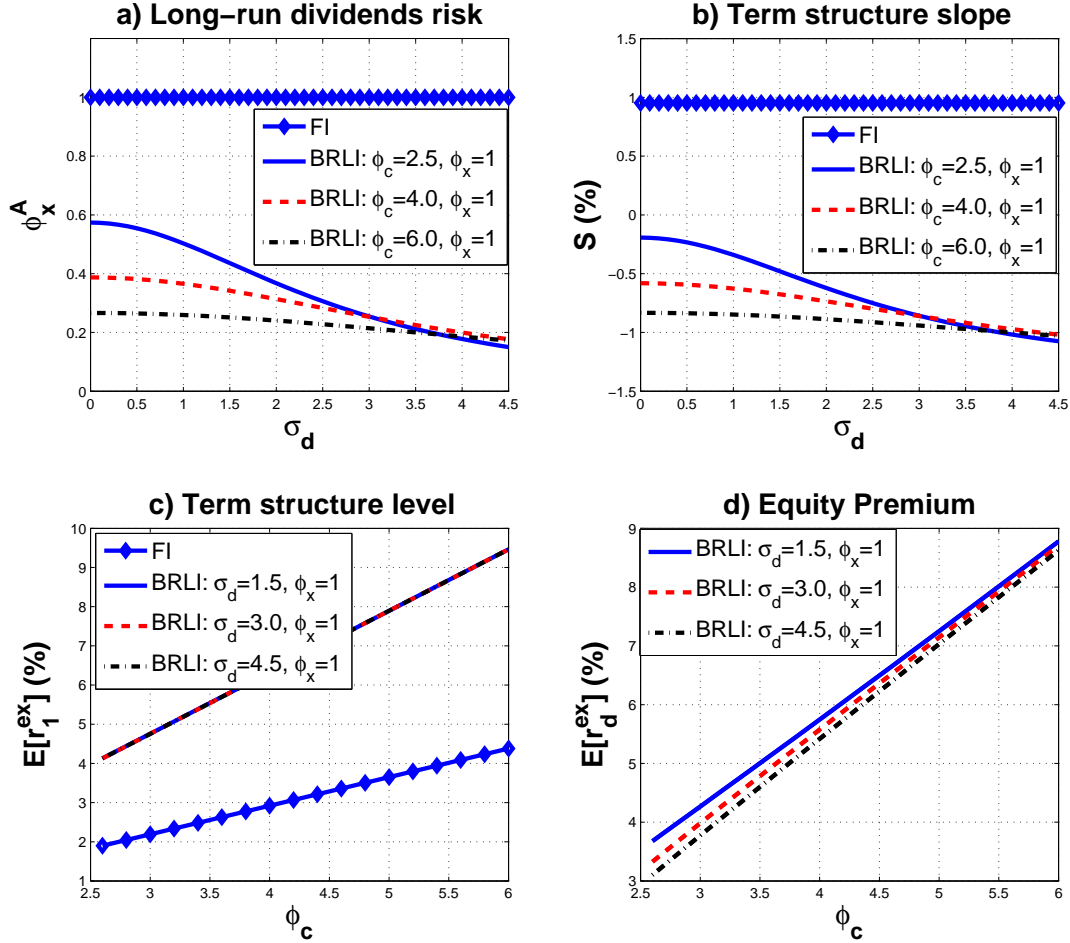 a) Long−run dividends risk
1
0.8
0.6
0.4
0.2
0
ϕ_x^A
0 0.5 1 1.5 2 2.5 3 3.5 4 4.5
σ_d
FI
BRLI: ϕ_c=2.5, ϕ_x=1
BRLI: ϕ_c=4.0, ϕ_x=1
BRLI: ϕ_c=6.0, ϕ_x=1
b) Term structure slope
1.5
1
0.5
0
−0.5
−1
−1.5
S (%)
0 0.5 1 1.5 2 2.5 3 3.5 4 4.5
σ_d
FI
BRLI: ϕ_c=2.5, ϕ_x=1
BRLI: ϕ_c=4.0, ϕ_x=1
BRLI: ϕ_c=6.0, ϕ_x=1
c) Term structure level
10
9
8
7
6
5
4
3
2
1
E[r_1^ex] (%)
2.5 3 3.5 4 4.5 5 5.5 6
ϕ_c
FI
BRLI: σ_d=1.5, ϕ_x=1
BRLI: σ_d=3.0, ϕ_x=1
BRLI: σ_d=4.5, ϕ_x=1
d) Equity Premium
9
8
7
6
5
4
3
E[r_d^ex] (%)
2.5 3 3.5 4 4.5 5 5.5 6
ϕ_c
BRLI: σ_d=1.5, ϕ_x=1
BRLI: σ_d=3.0, ϕ_x=1
BRLI: σ_d=4.5, ϕ_x=1